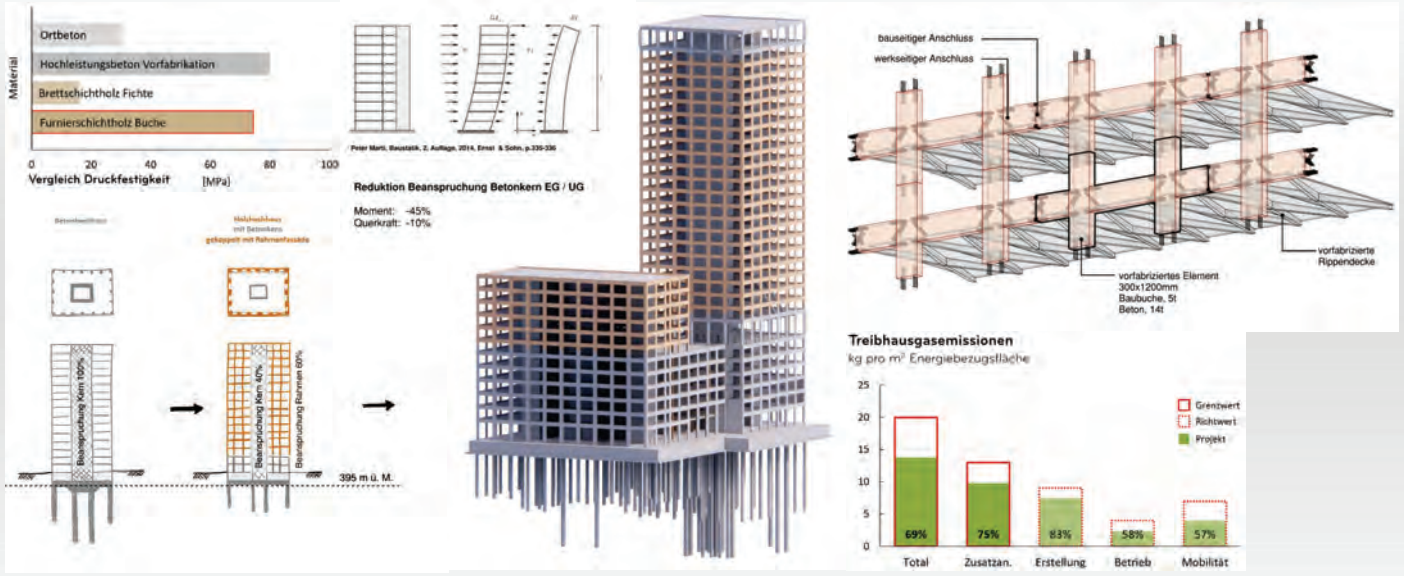 Material
Ortbeton
Hochleistungsbeton Vorfabrikation
Brettschichtholz Fichte
Furnierschichtholz Buche
0 20 40 60 80 100
Vergleich Druckfestigkeit [MPa]
Peter Marti, Baustatik, 2. Auflage, 2014, Ernst & Sohn, p.335-336
Reduktion Beanspruchung Betonkern EG / UG
Moment: -45%
Querkraft: -10%
Holzhochhaus
mit Betonkern
gekoppelt mit Rahmenfassade
Beanspruchung Kern 100%
Beanspruchung Kern 40%
Beanspruchung Rahmen 60%
395 m ü. M.
bauseitiger Anschluss
werkseitiger Anschluss
vorfabrizierte
Rippendecke
vorfabriziertes Element
300x1200mm
Baubuche, 5t
Beton, 14t
Treibhausgasemissionen
kg pro m² Energiebezugsfläche
25
20
15
10
5
0
Grenzwert
Richtwert
Projekt
69% 75% 83% 58% 57%
Total Zusatzan. Erstellung Betrieb Mobilität